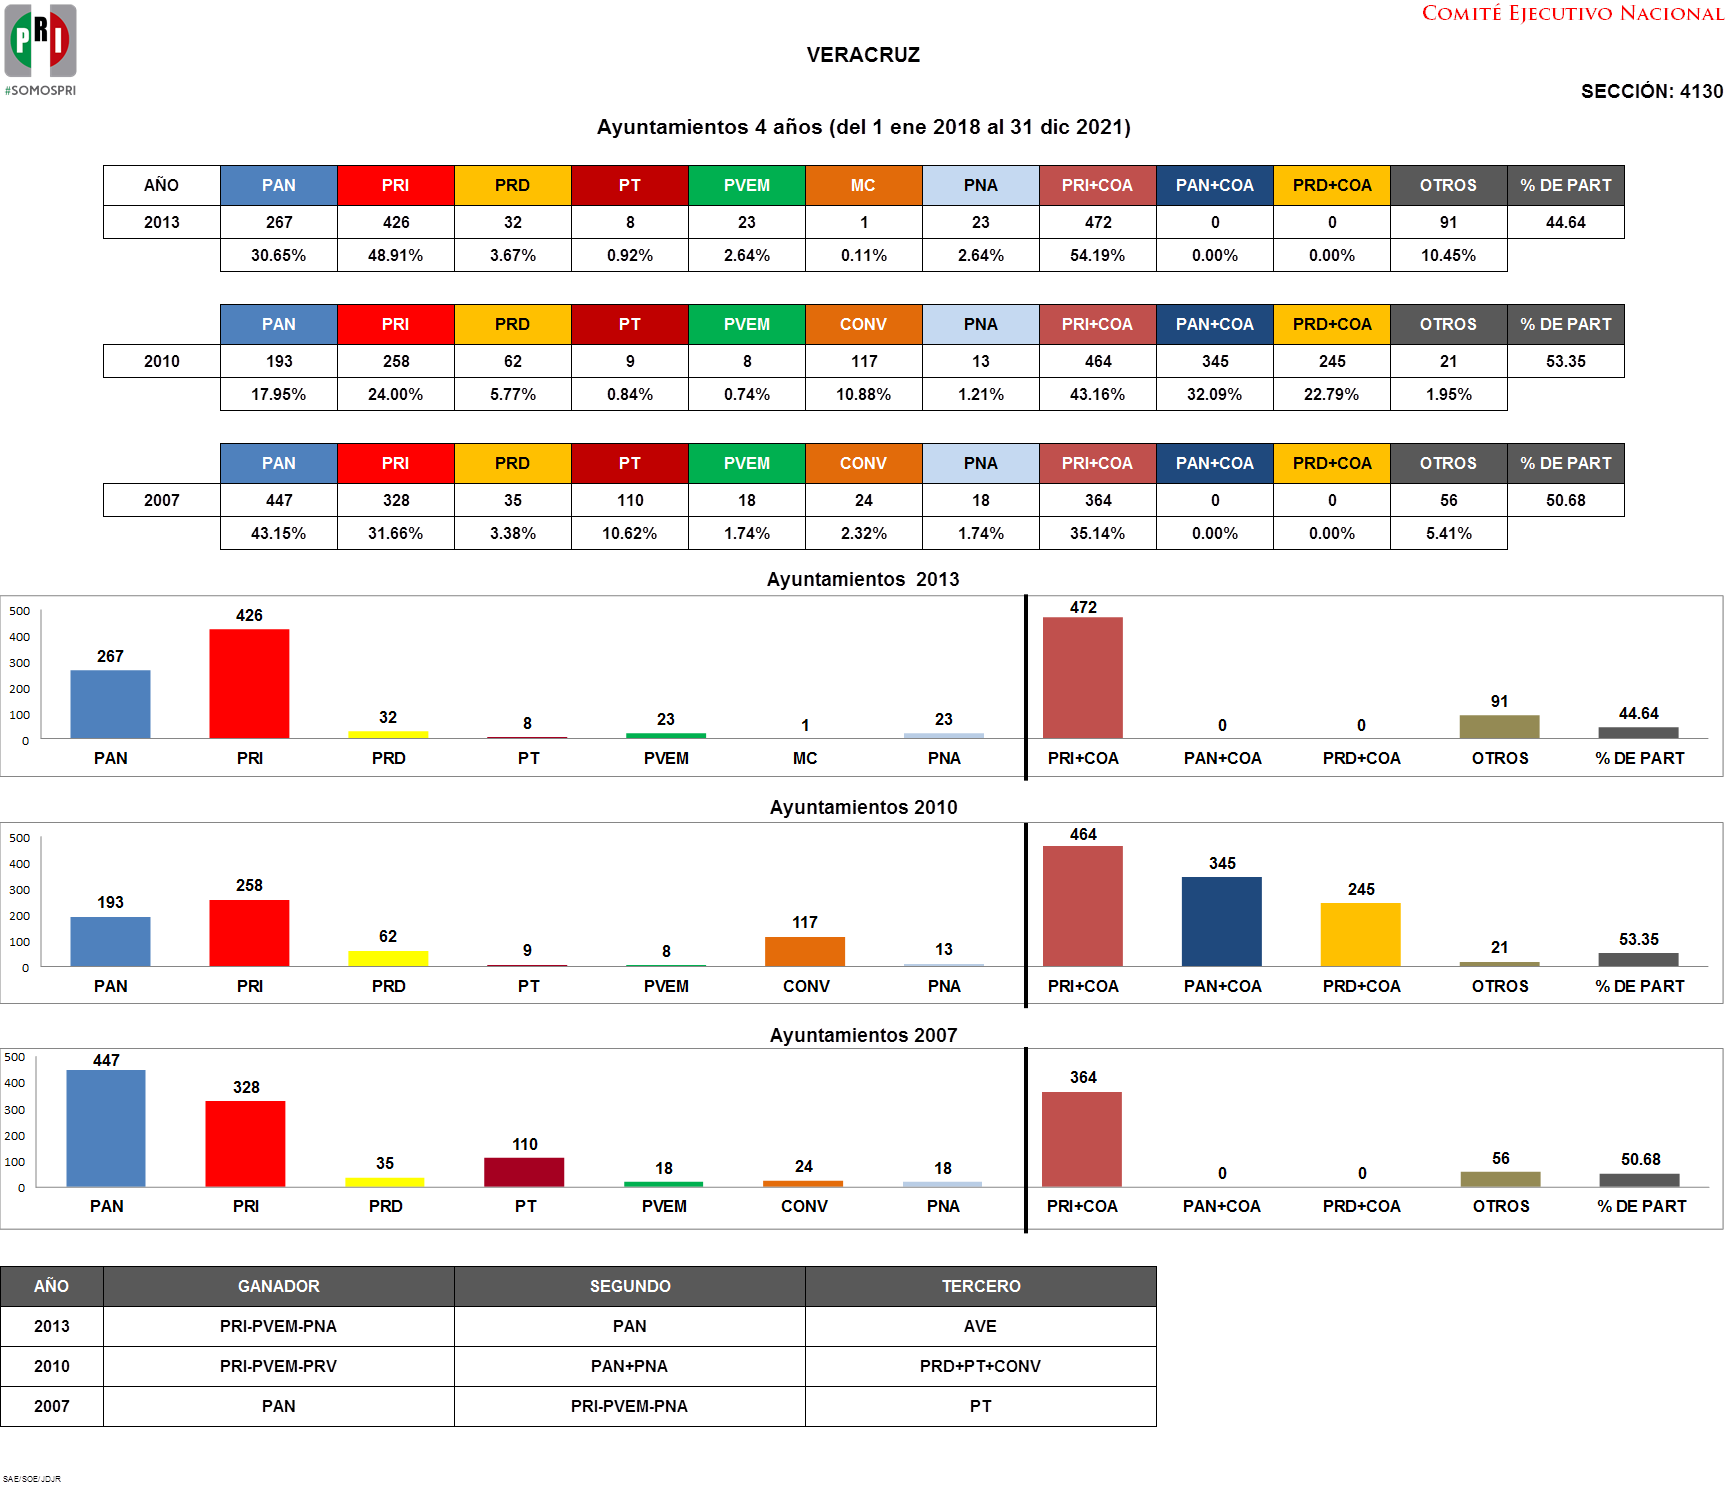 PRI
#SOMOSPRI
COMITÉ EJECUTIVO NACIONAL
VERACRUZ
SECCIÓN: 4130
Ayuntamientos 4 años (del 1 ene 2018 al 31 dic 2021)
AÑO PAN PRI PRD PT PVEM MC PNA PRI+COA PAN+COA PRD+COA OTROS % DE PART
2013 267 426 32 8 23 1 23 472 0 0 91 44.64
30.65% 48.91% 3.67% 0.92% 2.64% 0.11% 2.64% 54.19% 0.00% 0.00% 10.45%
PAN PRI PRD PT PVEM CONV PNA PRI+COA PAN+COA PRD+COA OTROS % DE PART
2010 193 258 62 9 8 117 13 464 345 245 21 53.35
17.95% 24.00% 5.77% 0.84% 0.74% 10.88% 1.21% 43.16% 32.09% 22.79% 1.95%
PAN PRI PRD PT PVEM CONV PNA PRI+COA PAN+COA PRD+COA OTROS % DE PART
2007 447 328 35 110 18 24 18 364 0 0 56 50.68
43.15% 31.66% 3.38% 10.62% 1.74% 2.32% 1.74% 35.14% 0.00% 0.00% 5.41%
Ayuntamientos 2013
500
400
300
200
100
0
267 426 32 8 23 1 23 472 0 0 91 44.64
PAN PRI PRD PT PVEM MC PNA PRI+COA PAN+COA PRD+COA OTROS % DE PART
Ayuntamientos 2010
500
400
300
200
100
0
193 258 62 9 8 117 13 464 345 245 21 53.35
PAN PRI PRD PT PVEM CONV PNA PRI+COA PAN+COA PRD+COA OTROS % DE PART
Ayuntamientos 2007
500
400
300
200
100
0
447 328 35 110 18 24 18 364 0 0 56 50.68
PAN PRI PRD PT PVEM CONV PNA PRI+COA PAN+COA PRD+COA OTROS % DE PART
AÑO GANADOR SEGUNDO TERCERO
2013 PRI-PVEM-PNA PAN AVE
2010 PRI-PVEM-PRV PAN+PNA PRD+PT+CONV
2007 PAN PRI-PVEM-PNA PT
SAE/SOE/JDJR